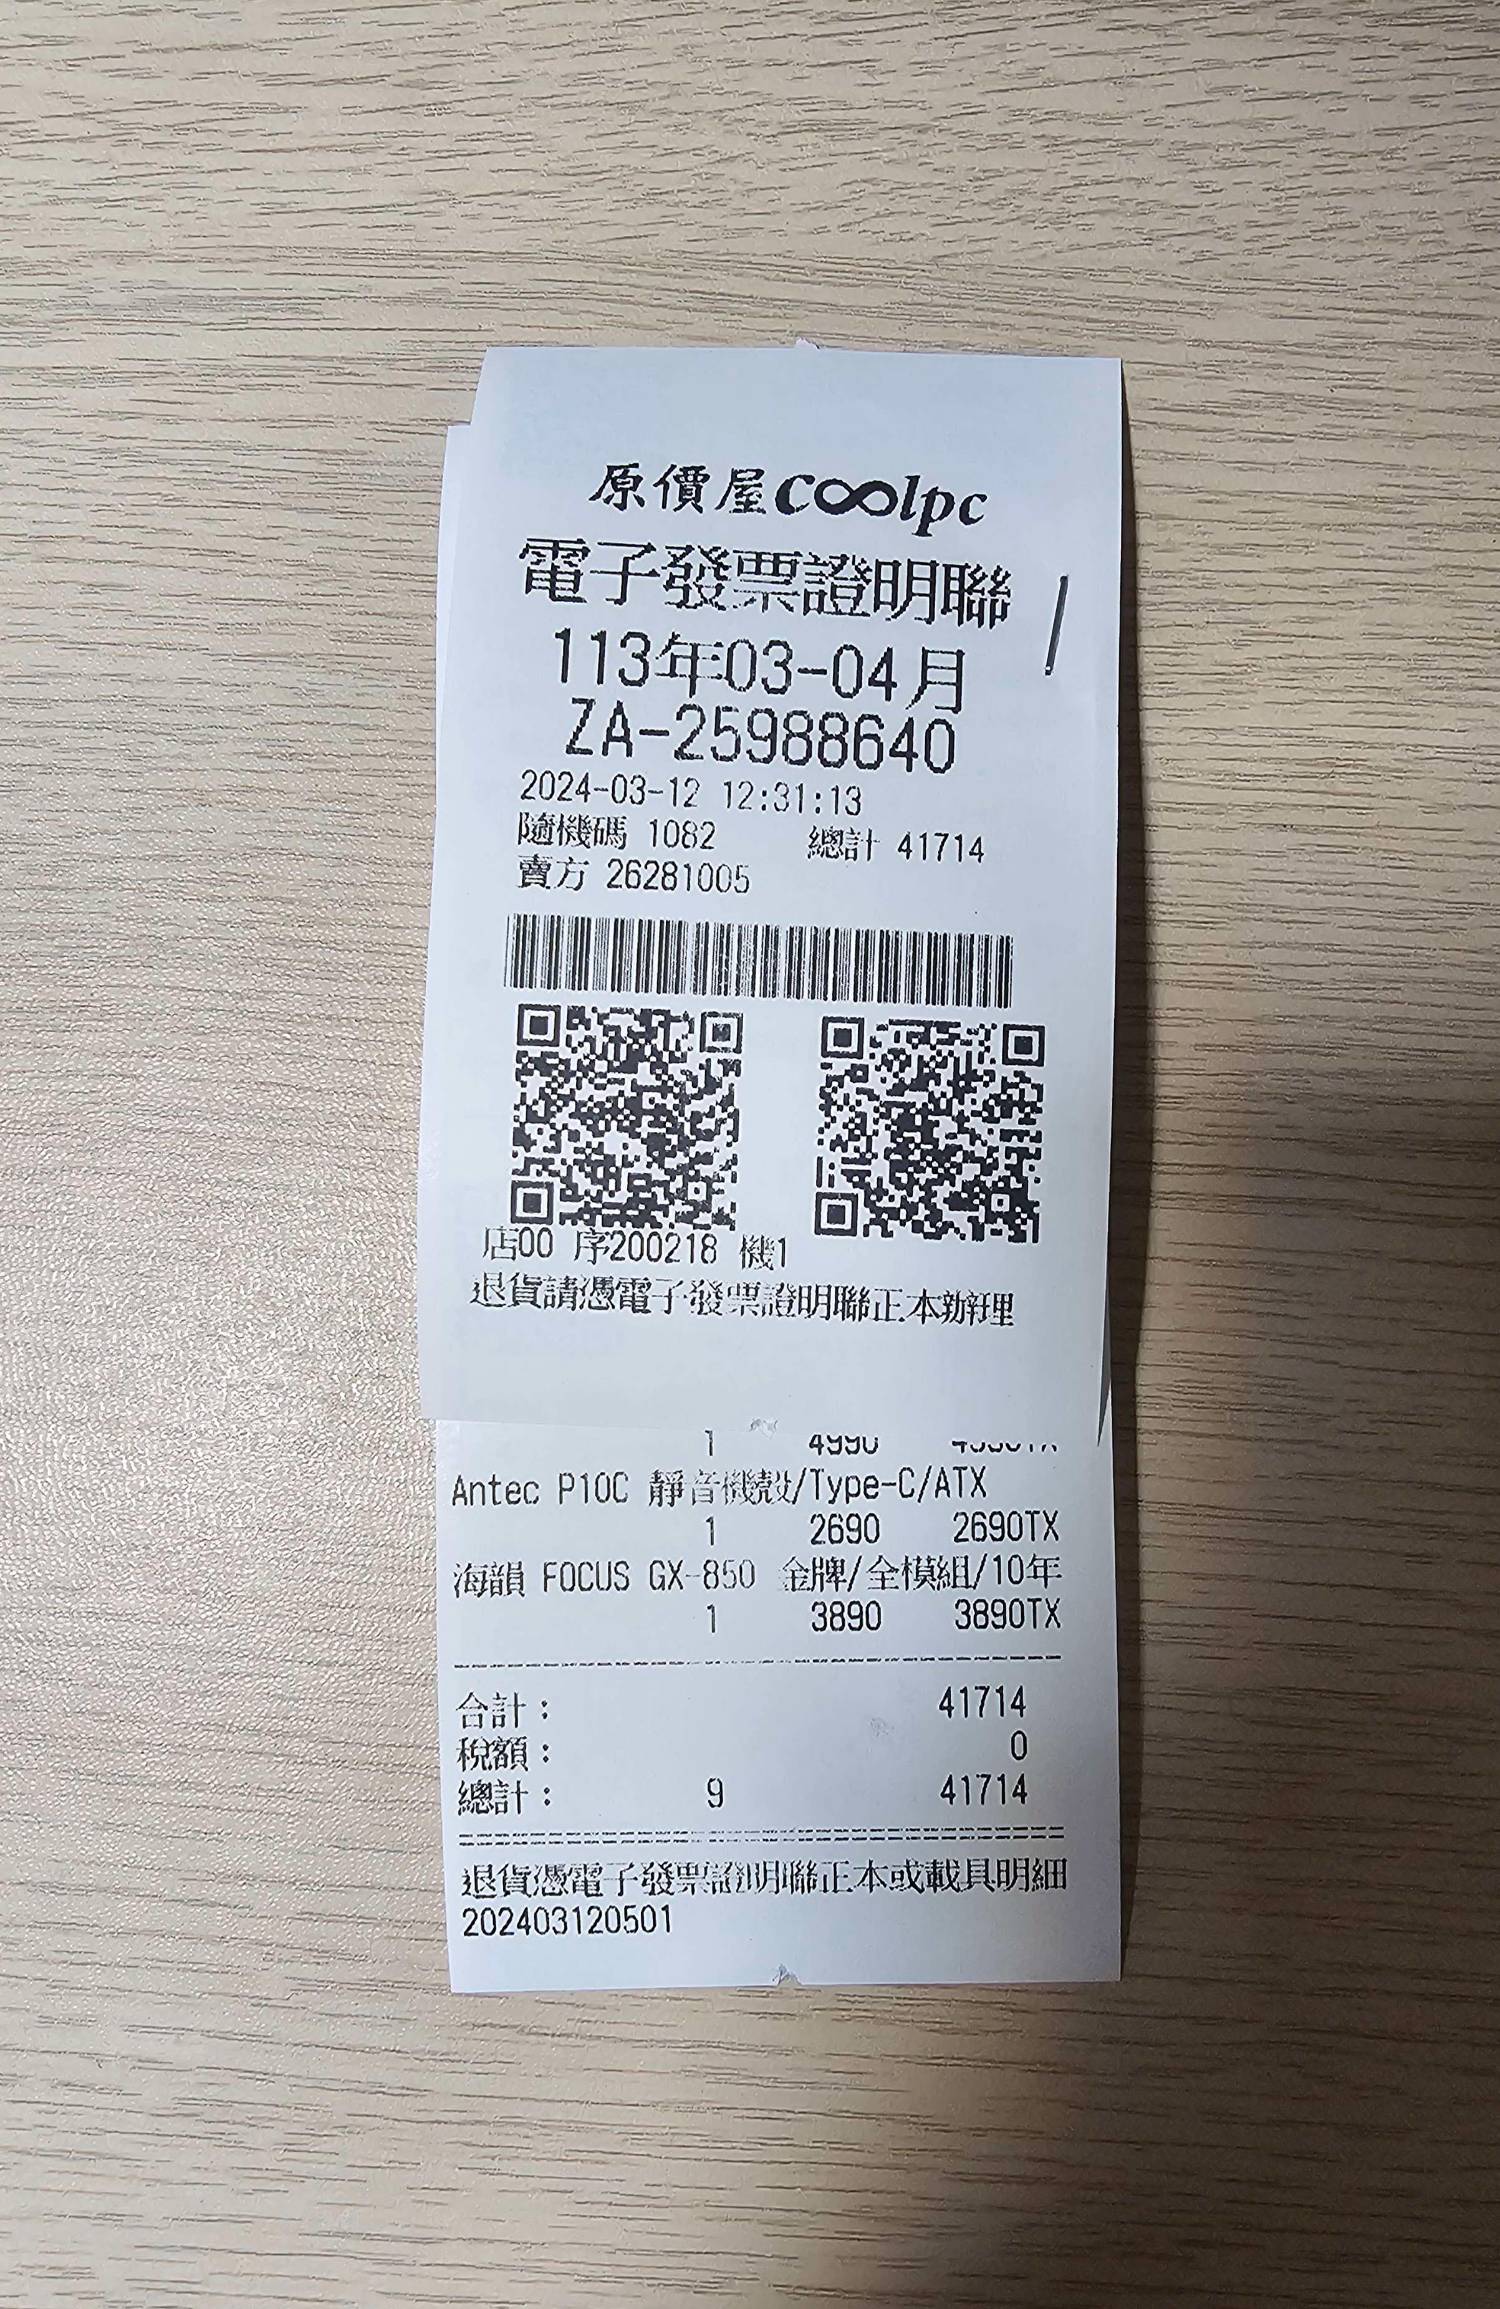 原價屋coolpc
電子發票證明聯
113年03-04月
ZA-25988640
2024-03-12 12:31:13
隨機碼 1082 總計 41714
賣方 26281005
店00 序200218 機1
退貨請憑電子發票證明聯正本辦理
1 4990
Antec P10C 靜音機殼/Type-C/ATX
1 2690 2690TX
海韻 FOCUS GX-850 金牌/全模組/10年
1 3890 3890TX
合計: 41714
稅額: 0
總計: 9 41714
退貨憑電子發票證明聯正本或載具明細
202403120501